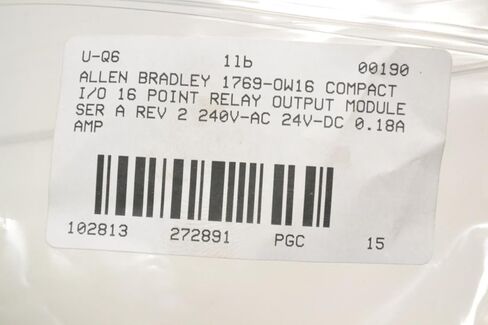 U-Q6 1lb 00190
ALLEN BRADLEY 1769-OW16 COMPACT
I/O 16 POINT RELAY OUTPUT MODULE
SER A REV 2 240V-AC 24V-DC 0.18A
AMP
102813 272891 PGC 15